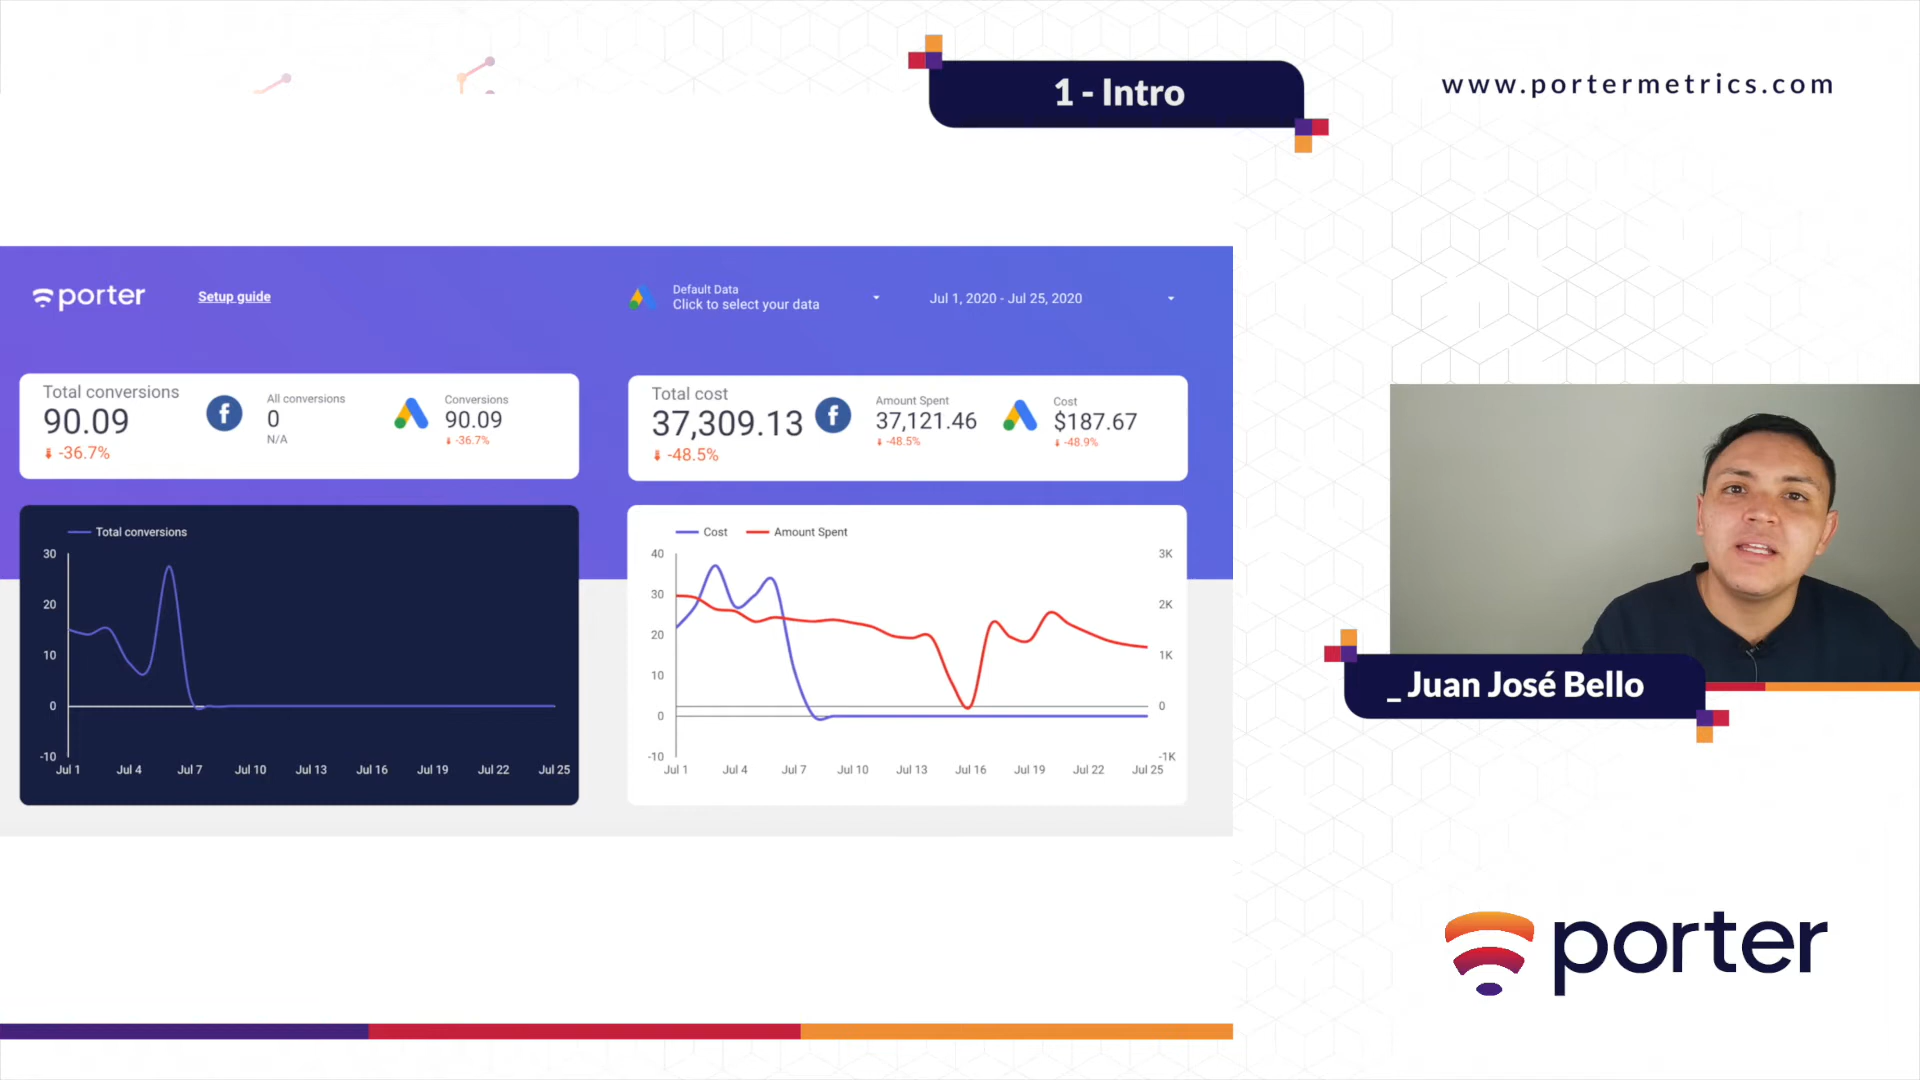 1 - Intro
www.portermetrics.com
porter
Setup guide
Default Data
Click to select your data
Jul 1, 2020 - Jul 25, 2020
Total conversions
90.09
-36.7%
f
All conversions
0
N/A
Conversions
90.09
-36.7%
Total cost
37,309.13
-48.5%
f
Amount Spent
37,121.46
-48.5%
Cost
$187.67
-48.9%
Total conversions
30
20
10
0
-10
Jul 1 Jul 4 Jul 7 Jul 10 Jul 13 Jul 16 Jul 19 Jul 22 Jul 25
Cost Amount Spent
40 3K
30 2K
20 1K
10 0
0 -1K
-10
Jul 1 Jul 4 Jul 7 Jul 10 Jul 13 Jul 16 Jul 19 Jul 22 Jul 25
_ Juan José Bello
porter